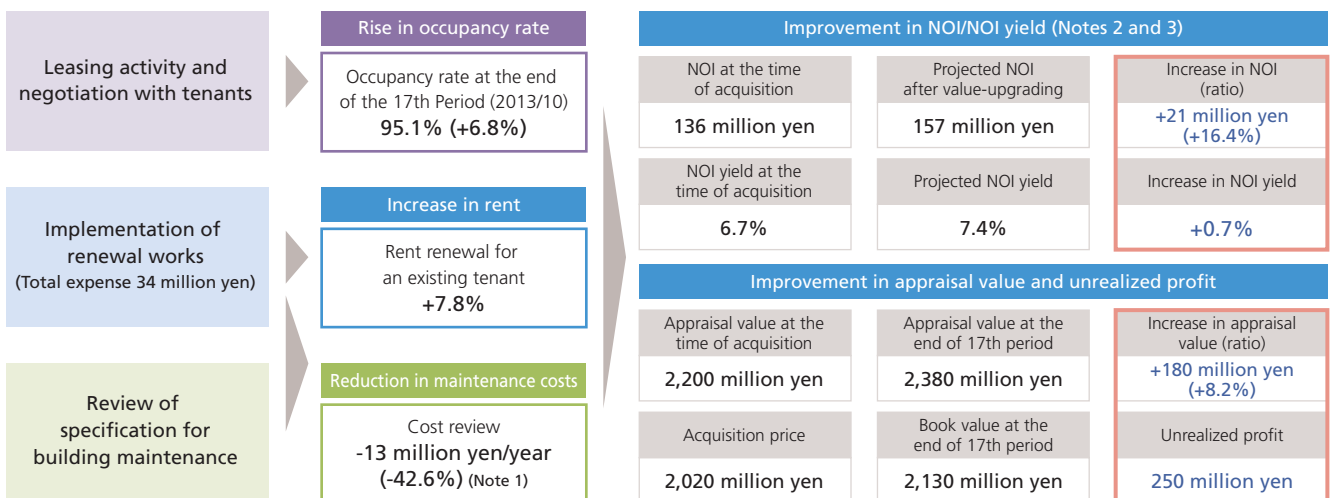 Leasing activity and
negotiation with tenants
Implementation of
renewal works
(Total expense 34 million yen)
Review of
specification for
building maintenance
Rise in occupancy rate
Occupancy rate at the end
of the 17th Period (2013/10)
95.1% (+6.8%)
Increase in rent
Rent renewal for
an existing tenant
+7.8%
Reduction in maintenance costs
Cost review
-13 million yen/year
(-42.6%) (Note 1)
Improvement in NOI/NOI yield (Notes 2 and 3)
NOI at the time
of acquisition
136 million yen
Projected NOI
after value-upgrading
157 million yen
Increase in NOI
(ratio)
+21 million yen
(+16.4%)
NOI yield at the
time of acquisition
6.7%
Projected NOI yield
7.4%
Increase in NOI yield
+0.7%
Improvement in appraisal value and unrealized profit
Appraisal value at the
time of acquisition
2,200 million yen
Appraisal value at the
end of 17th period
2,380 million yen
Increase in appraisal
value (ratio)
+180 million yen
(+8.2%)
Acquisition price
2,020 million yen
Book value at the
end of 17th period
2,130 million yen
Unrealized profit
250 million yen